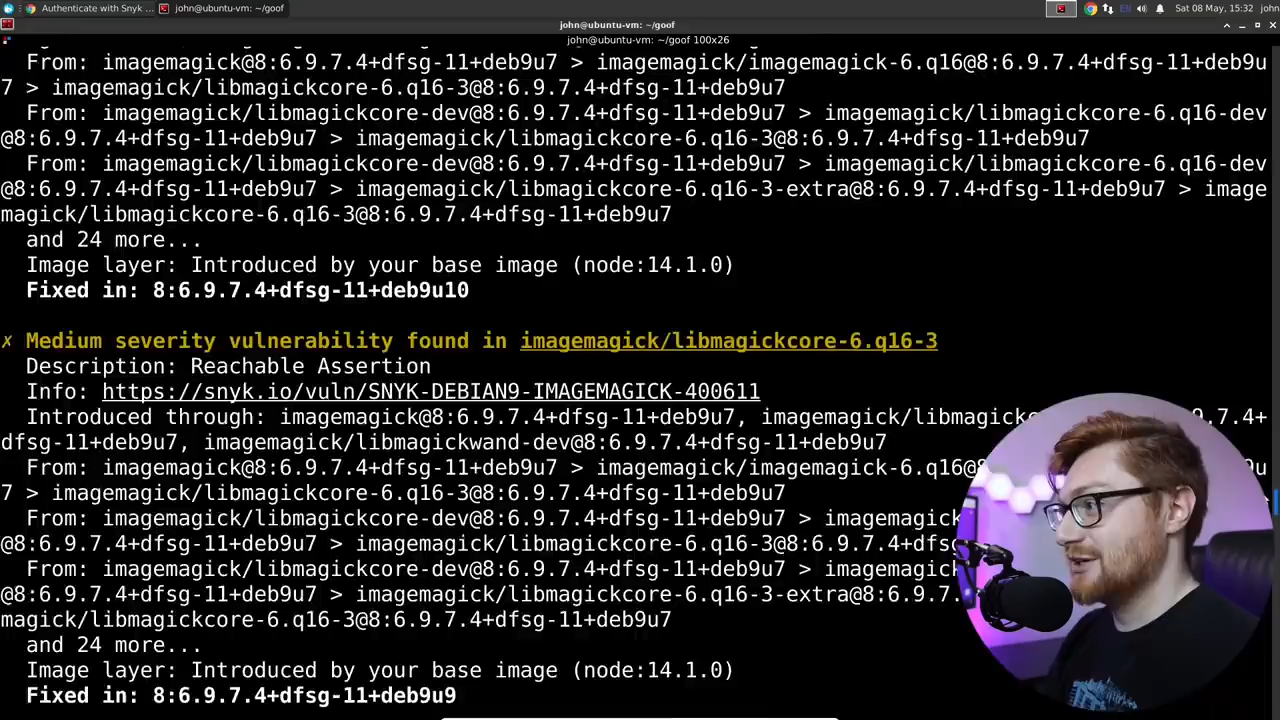 Authenticate with Snyk ...
john@ubuntu-vm: ~/goof
EN
Sat 08 May, 15:32
john
john@ubuntu-vm: ~/goof
john@ubuntu-vm: ~/goof 100x26
From: imagemagick@8:6.9.7.4+dfsg-11+deb9u7 > imagemagick/imagemagick-6.q16@8:6.9.7.4+dfsg-11+deb9u
7 > imagemagick/libmagickcore-6.q16-3@8:6.9.7.4+dfsg-11+deb9u7
From: imagemagick/libmagickcore-dev@8:6.9.7.4+dfsg-11+deb9u7 > imagemagick/libmagickcore-6.q16-dev
@8:6.9.7.4+dfsg-11+deb9u7 > imagemagick/libmagickcore-6.q16-3@8:6.9.7.4+dfsg-11+deb9u7
From: imagemagick/libmagickcore-dev@8:6.9.7.4+dfsg-11+deb9u7 > imagemagick/libmagickcore-6.q16-dev
@8:6.9.7.4+dfsg-11+deb9u7 > imagemagick/libmagickcore-6.q16-3-extra@8:6.9.7.4+dfsg-11+deb9u7 > image
magick/libmagickcore-6.q16-3@8:6.9.7.4+dfsg-11+deb9u7
and 24 more...
Image layer: Introduced by your base image (node:14.1.0)
Fixed in: 8:6.9.7.4+dfsg-11+deb9u10
✗ Medium severity vulnerability found in imagemagick/libmagickcore-6.q16-3
Description: Reachable Assertion
Info: https://snyk.io/vuln/SNYK-DEBIAN9-IMAGEMAGICK-400611
Introduced through: imagemagick@8:6.9.7.4+dfsg-11+deb9u7, imagemagick/libmagickc 9.7.4+
dfsg-11+deb9u7, imagemagick/libmagickwand-dev@8:6.9.7.4+dfsg-11+deb9u7
From: imagemagick@8:6.9.7.4+dfsg-11+deb9u7 > imagemagick/imagemagick-6.q16@ 9u
7 > imagemagick/libmagickcore-6.q16-3@8:6.9.7.4+dfsg-11+deb9u7
From: imagemagick/libmagickcore-dev@8:6.9.7.4+dfsg-11+deb9u7 > imagemagick
@8:6.9.7.4+dfsg-11+deb9u7 > imagemagick/libmagickcore-6.q16-3@8:6.9.7.4+dfs
From: imagemagick/libmagickcore-dev@8:6.9.7.4+dfsg-11+deb9u7 > imagemagick
@8:6.9.7.4+dfsg-11+deb9u7 > imagemagick/libmagickcore-6.q16-3-extra@8:6.9.7.
magick/libmagickcore-6.q16-3@8:6.9.7.4+dfsg-11+deb9u7
and 24 more...
Image layer: Introduced by your base image (node:14.1.0)
Fixed in: 8:6.9.7.4+dfsg-11+deb9u9